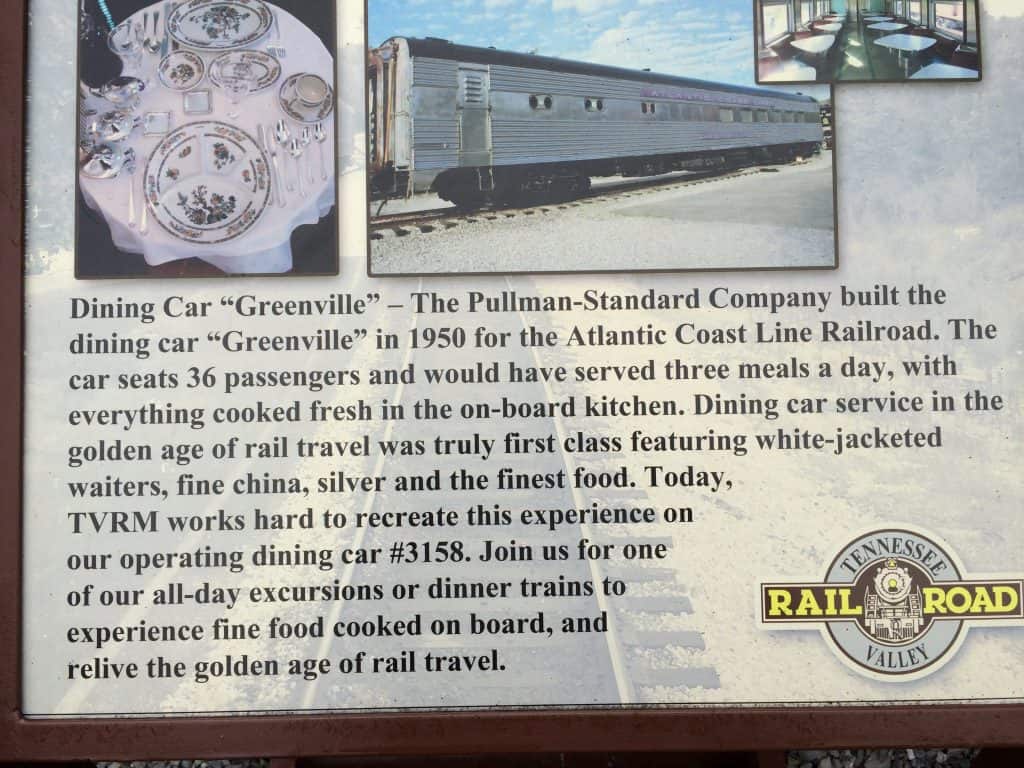 Dining Car “Greenville” – The Pullman-Standard Company built the
dining car “Greenville” in 1950 for the Atlantic Coast Line Railroad. The
car seats 36 passengers and would have served three meals a day, with
everything cooked fresh in the on-board kitchen. Dining car service in the
golden age of rail travel was truly first class featuring white-jacketed
waiters, fine china, silver and the finest food. Today,
TVRM works hard to recreate this experience on
our operating dining car #3158. Join us for one
of our all-day excursions or dinner trains to
experience fine food cooked on board, and
relive the golden age of rail travel.
TENNESSEE
RAIL ROAD
VALLEY